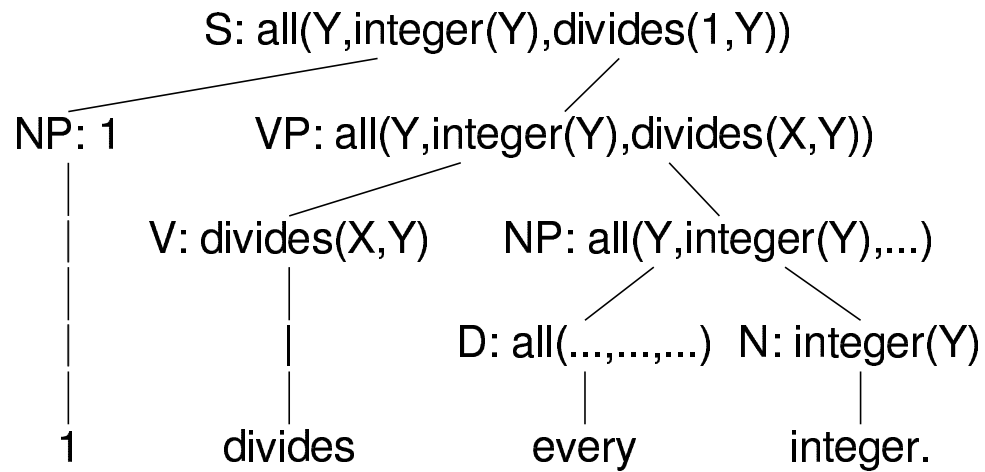 S: all(Y,integer(Y),divides(1,Y))
NP: 1 VP: all(Y,integer(Y),divides(X,Y))
V: divides(X,Y) NP: all(Y,integer(Y),...)
D: all(...,...,...) N: integer(Y)
1 divides every integer.